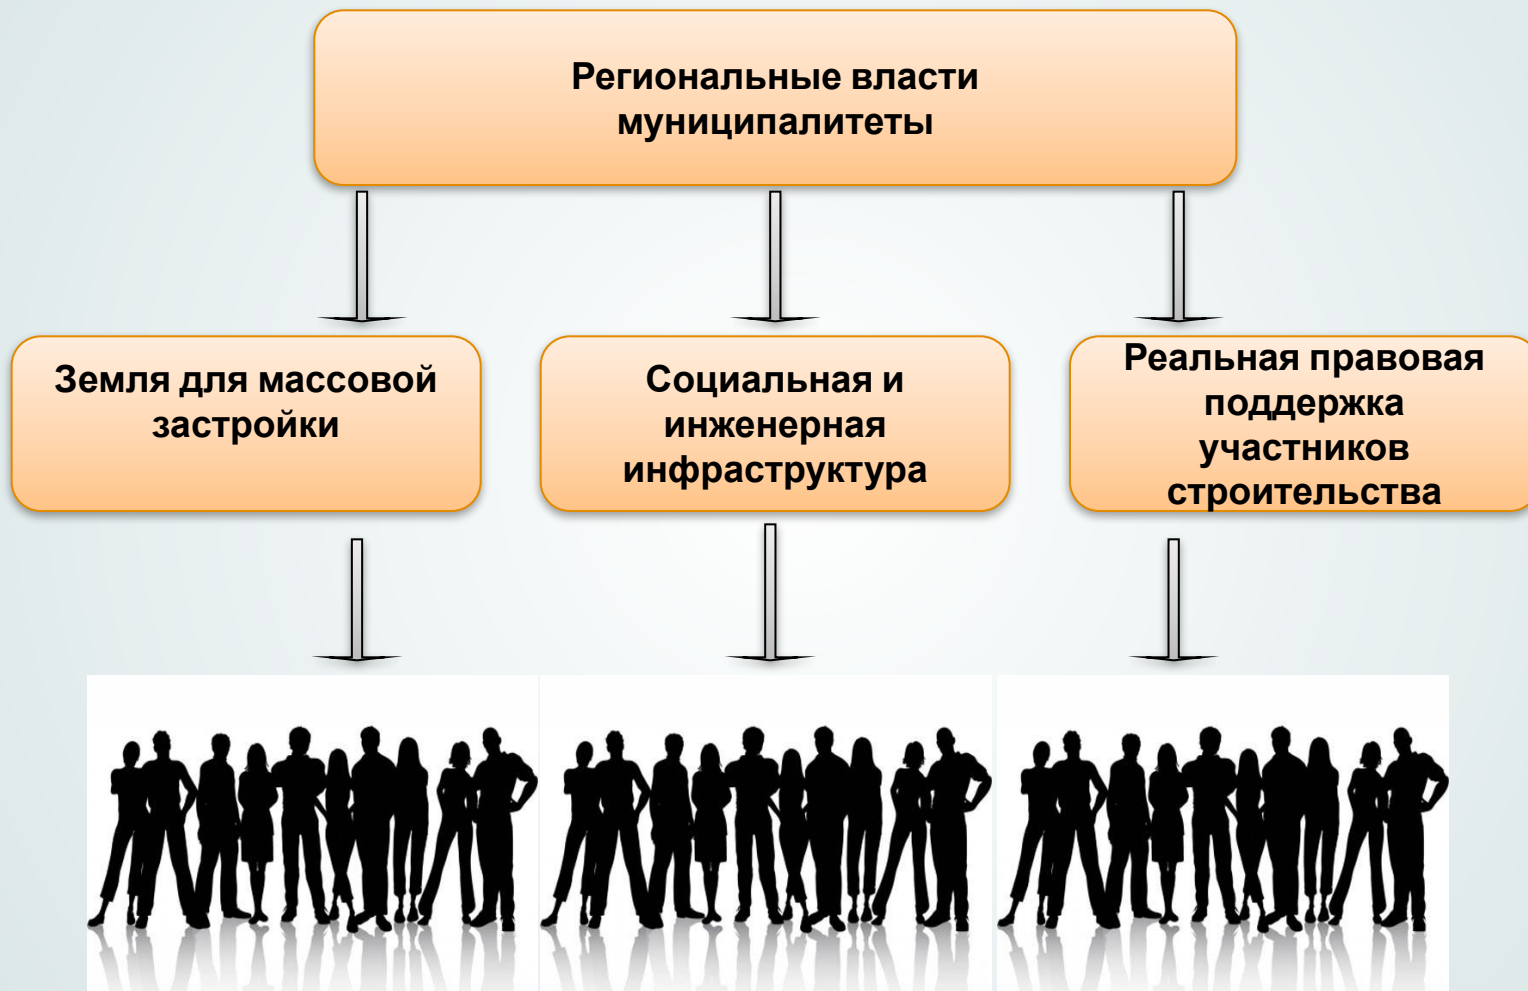 Региональные власти
муниципалитеты
Земля для массовой
застройки
Социальная и
инженерная
инфраструктура
Реальная правовая
поддержка
участников
строительства